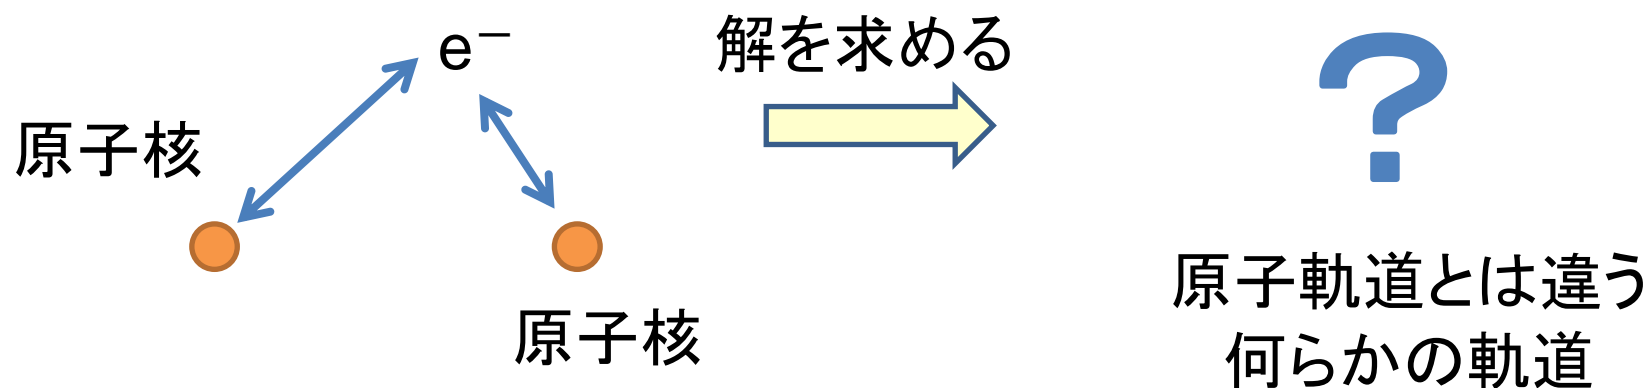 e－
解を求める
？
原子核
原子核
原子軌道とは違う
何らかの軌道